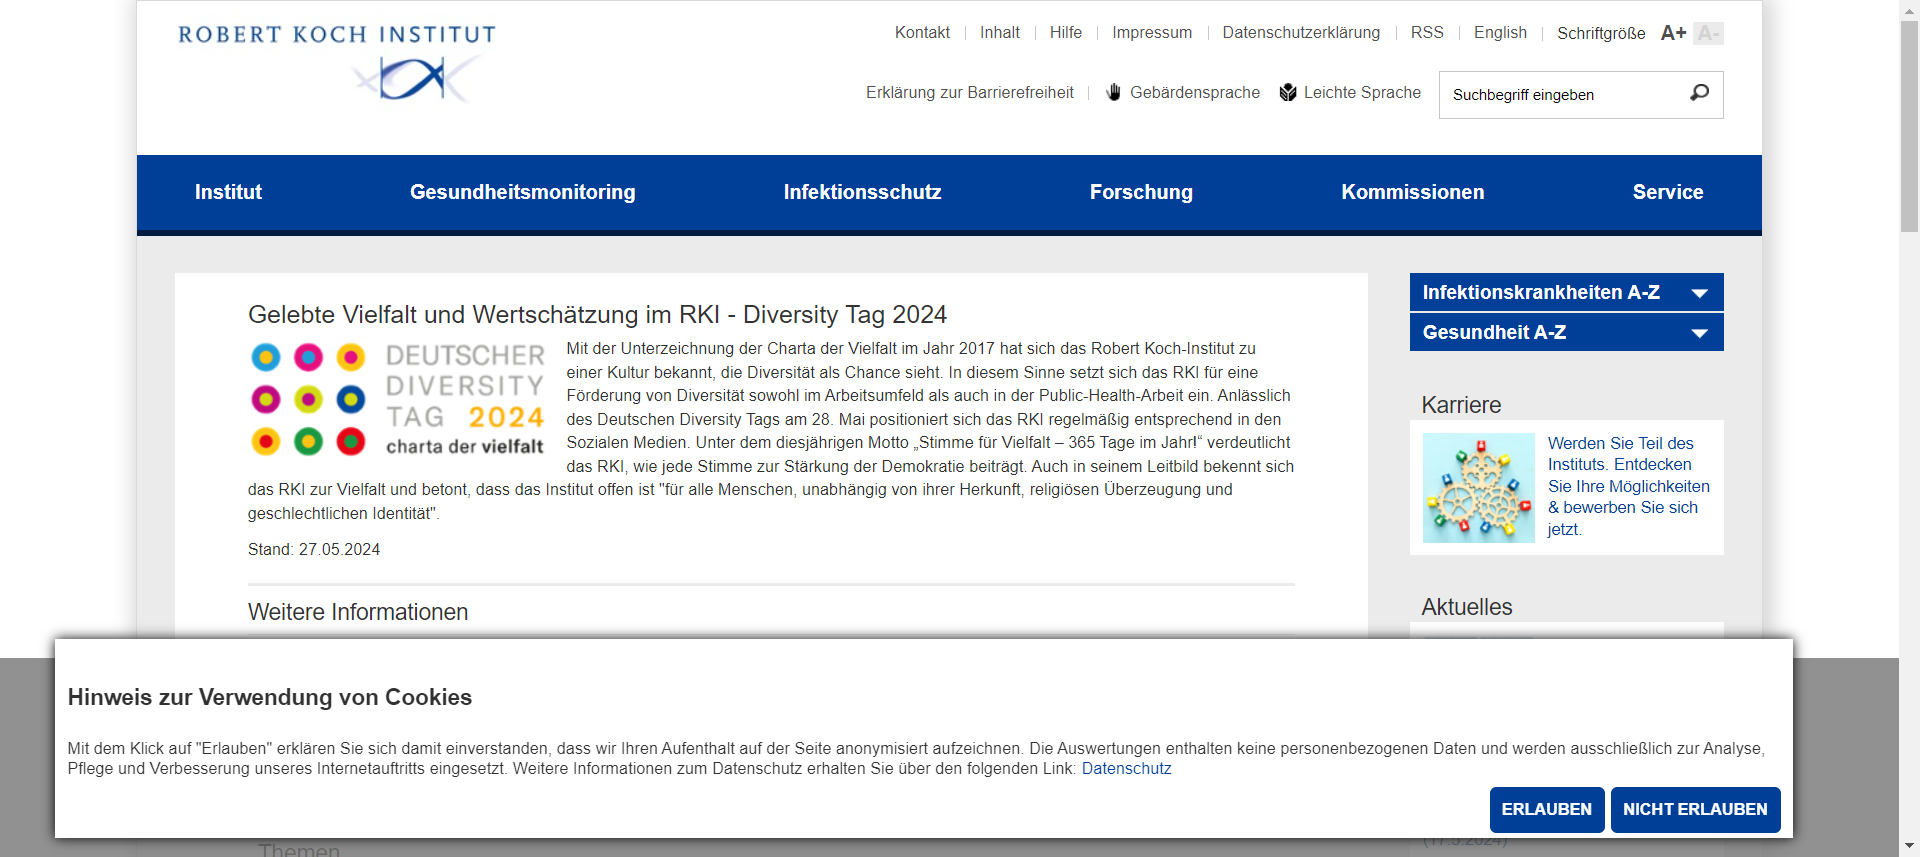 ROBERT KOCH INSTITUT
Kontakt Inhalt Hilfe Impressum Datenschutzerklärung RSS English Schriftgröße A+ A-
Erklärung zur Barrierefreiheit Gebärdensprache Leichte Sprache Suchbegriff eingeben
Institut Gesundheitsmonitoring Infektionsschutz Forschung Kommissionen Service
Gelebte Vielfalt und Wertschätzung im RKI - Diversity Tag 2024
DEUTSCHER
DIVERSITY
TAG 2024
charta der vielfalt
Mit der Unterzeichnung der Charta der Vielfalt im Jahr 2017 hat sich das Robert Koch-Institut zu
einer Kultur bekannt, die Diversität als Chance sieht. In diesem Sinne setzt sich das RKI für eine
Förderung von Diversität sowohl im Arbeitsumfeld als auch in der Public-Health-Arbeit ein. Anlässlich
des Deutschen Diversity Tags am 28. Mai positioniert sich das RKI regelmäßig entsprechend in den
Sozialen Medien. Unter dem diesjährigen Motto „Stimme für Vielfalt – 365 Tage im Jahr!“ verdeutlicht
das RKI, wie jede Stimme zur Stärkung der Demokratie beiträgt. Auch in seinem Leitbild bekennt sich
das RKI zur Vielfalt und betont, dass das Institut offen ist "für alle Menschen, unabhängig von ihrer Herkunft, religiösen Überzeugung und
geschlechtlichen Identität".
Stand: 27.05.2024
Weitere Informationen
Infektionskrankheiten A-Z
Gesundheit A-Z
Karriere
Werden Sie Teil des
Instituts. Entdecken
Sie Ihre Möglichkeiten
& bewerben Sie sich
jetzt.
Aktuelles
Hinweis zur Verwendung von Cookies
Mit dem Klick auf "Erlauben" erklären Sie sich damit einverstanden, dass wir Ihren Aufenthalt auf der Seite anonymisiert aufzeichnen. Die Auswertungen enthalten keine personenbezogenen Daten und werden ausschließlich zur Analyse,
Pflege und Verbesserung unseres Internetauftritts eingesetzt. Weitere Informationen zum Datenschutz erhalten Sie über den folgenden Link: Datenschutz
ERLAUBEN NICHT ERLAUBEN
Themen
(17.5.2024)